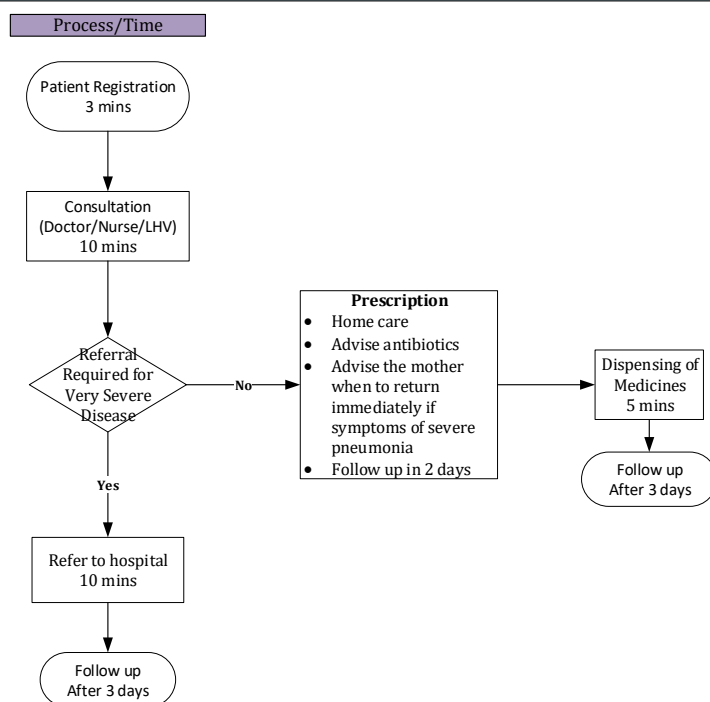 Process/Time
Patient Registration
3 mins
Consultation
(Doctor/Nurse/LHV)
10 mins
Referral
Required for
Very Severe
Disease
No
Prescription
• Home care
• Advise antibiotics
• Advise the mother
when to return
immediately if
symptoms of severe
pneumonia
• Follow up in 2 days
Dispensing of
Medicines
5 mins
Follow up
After 3 days
Yes
Refer to hospital
10 mins
Follow up
After 3 days